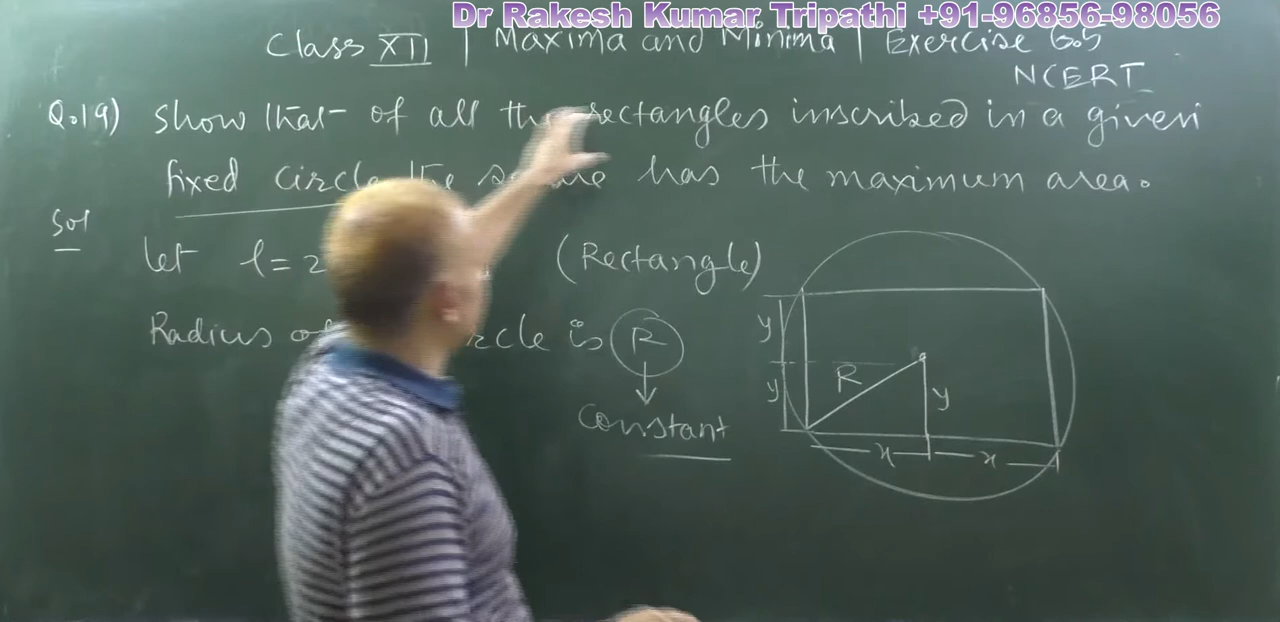 Dr Rakesh Kumar Tripathi +91-96856-98056
Class XII | Maxima and Minima | Exercise 6.5
NCERT
Q.19) Show that of all the rectangles inscribed in a given
fixed circle the has the maximum area.
Sol
let l=2 (Rectangle)
Radius is R
Constant
y
y
R
y
x
x